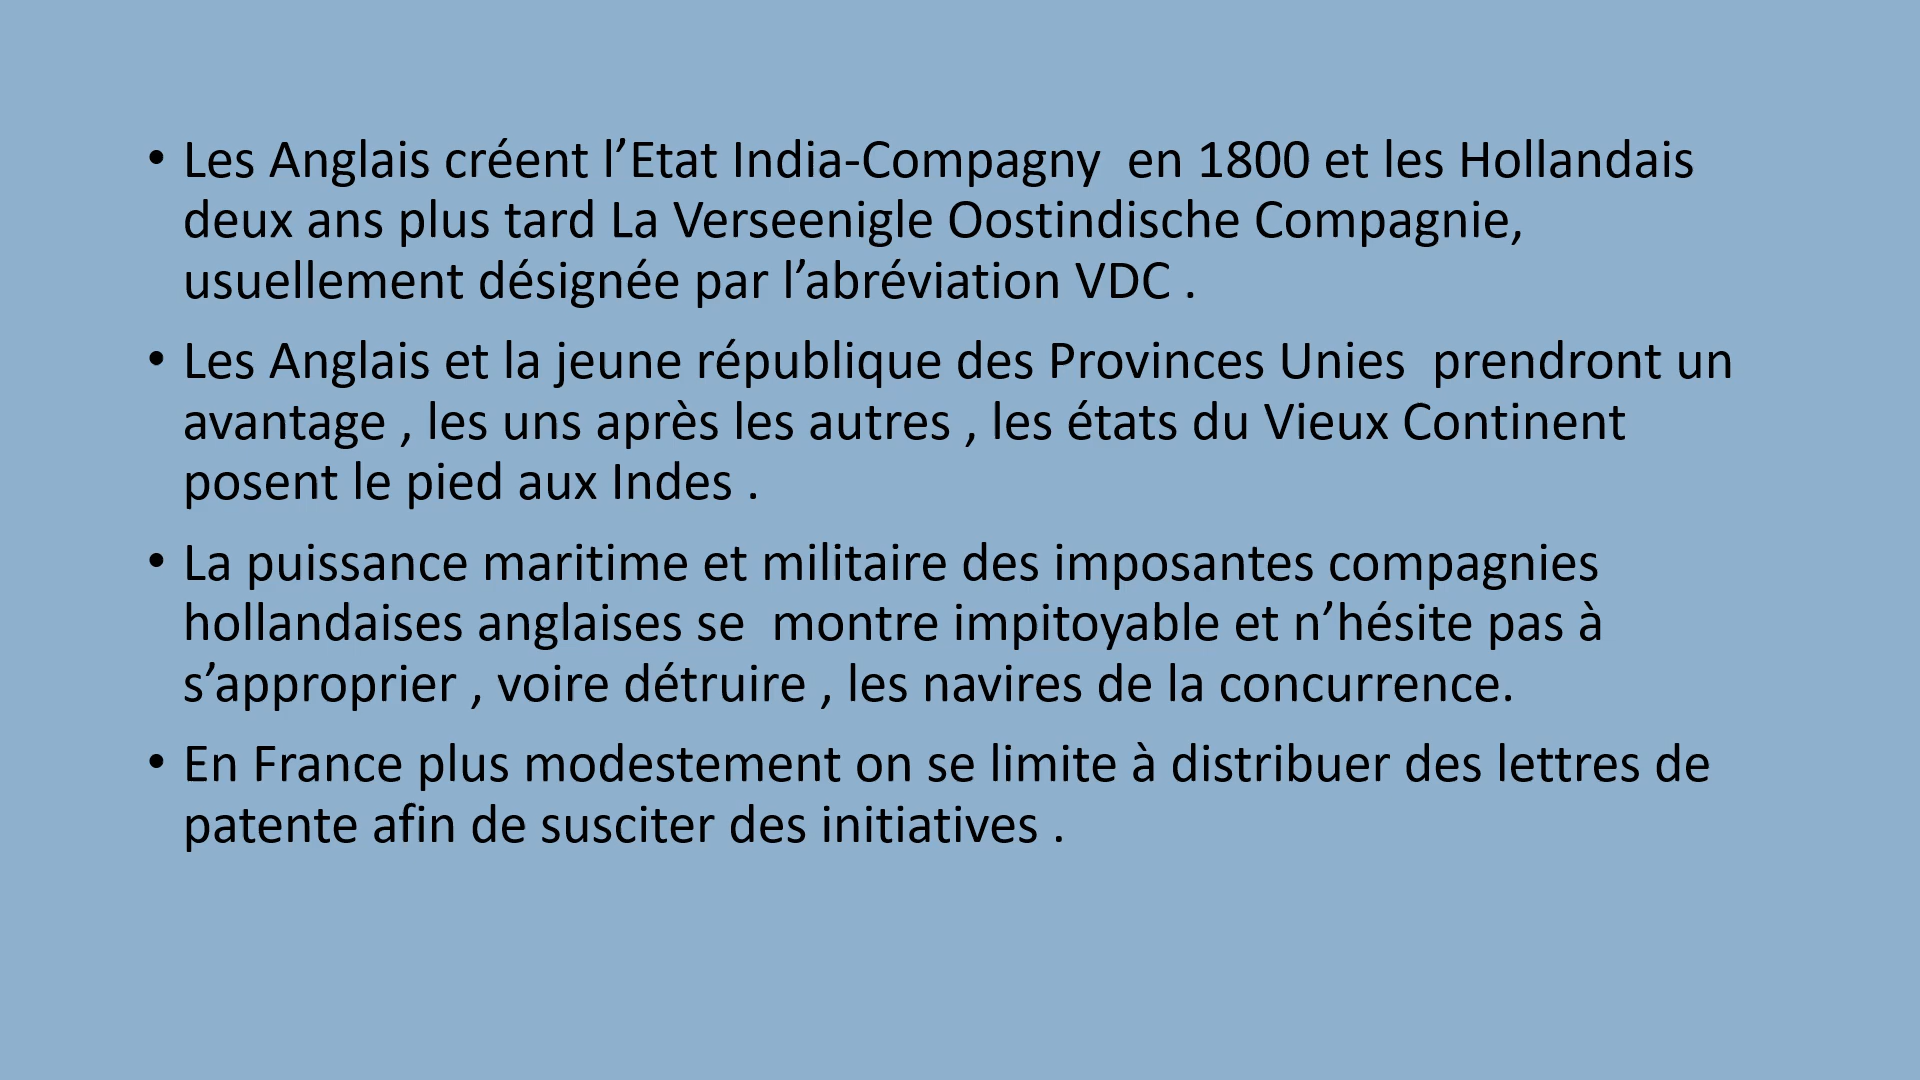 • Les Anglais créent l’Etat India-Compagny  en 1800 et les Hollandais
deux ans plus tard La Verseenigle Oostindische Compagnie,
usuellement désignée par l’abréviation VDC .
• Les Anglais et la jeune république des Provinces Unies  prendront un
avantage , les uns après les autres , les états du Vieux Continent
posent le pied aux Indes .
• La puissance maritime et militaire des imposantes compagnies
hollandaises anglaises se  montre impitoyable et n’hésite pas à
s’approprier , voire détruire , les navires de la concurrence.
• En France plus modestement on se limite à distribuer des lettres de
patente afin de susciter des initiatives .